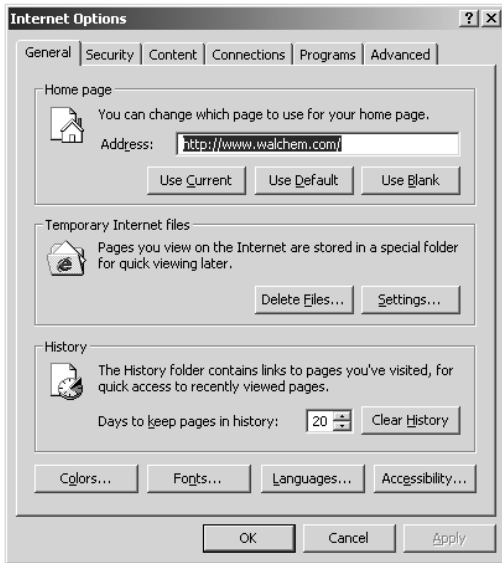 Internet Options
General Security Content Connections Programs Advanced
Home page
You can change which page to use for your home page.
Address: http://www.walchem.com/
Use Current Use Default Use Blank
Temporary Internet files
Pages you view on the Internet are stored in a special folder
for quick viewing later.
Delete Files... Settings...
History
The History folder contains links to pages you've visited, for
quick access to recently viewed pages.
Days to keep pages in history: 20 Clear History
Colors... Fonts... Languages... Accessibility...
OK Cancel Apply